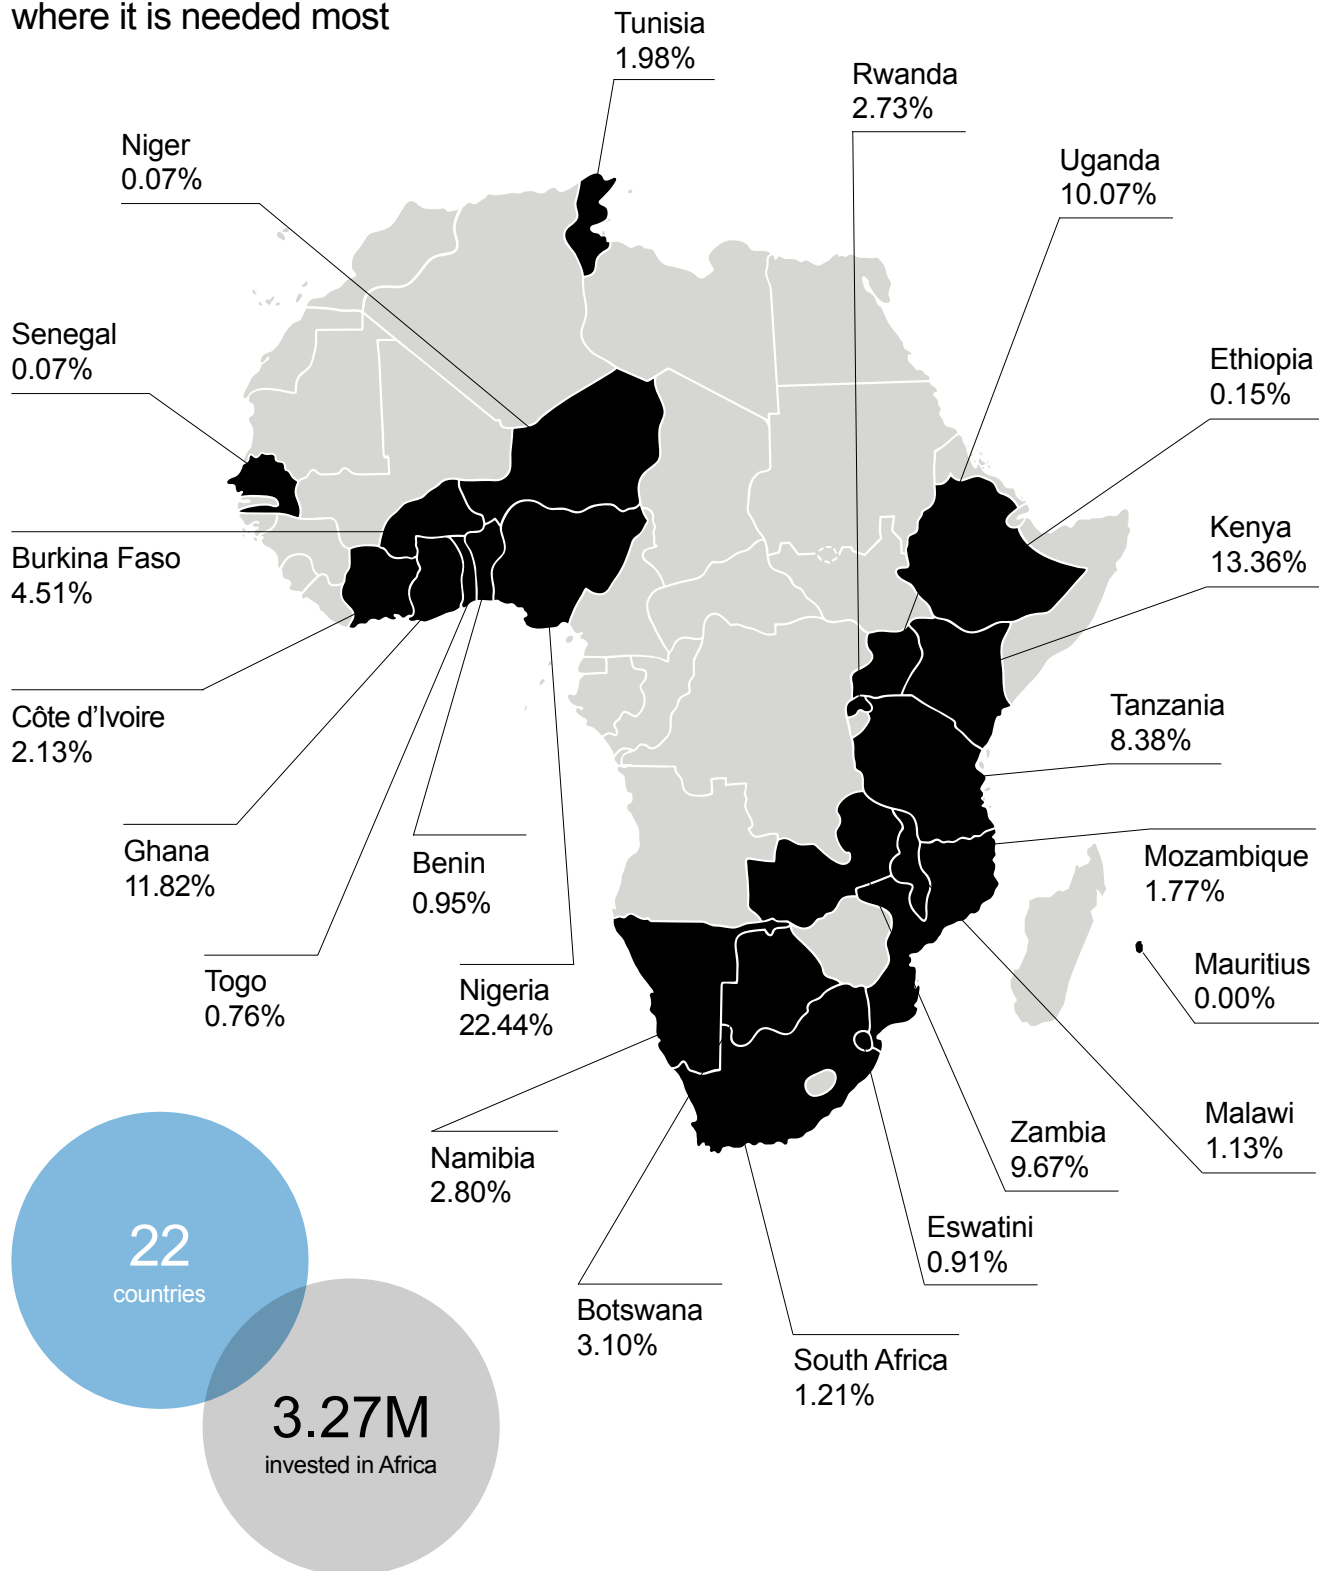 where it is needed most
Tunisia
1.98%
Rwanda
2.73%
Niger
0.07%
Uganda
10.07%
Senegal
0.07%
Ethiopia
0.15%
Burkina Faso
4.51%
Kenya
13.36%
Côte d’Ivoire
2.13%
Tanzania
8.38%
Ghana
11.82%
Benin
0.95%
Mozambique
1.77%
Togo
0.76%
Nigeria
22.44%
Mauritius
0.00%
Namibia
2.80%
Zambia
9.67%
Malawi
1.13%
Eswatini
0.91%
Botswana
3.10%
South Africa
1.21%
22
countries
3.27M
invested in Africa